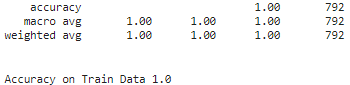 accuracy 1.00 792
macro avg 1.00 1.00 1.00 792
weighted avg 1.00 1.00 1.00 792
Accuracy on Train Data 1.0